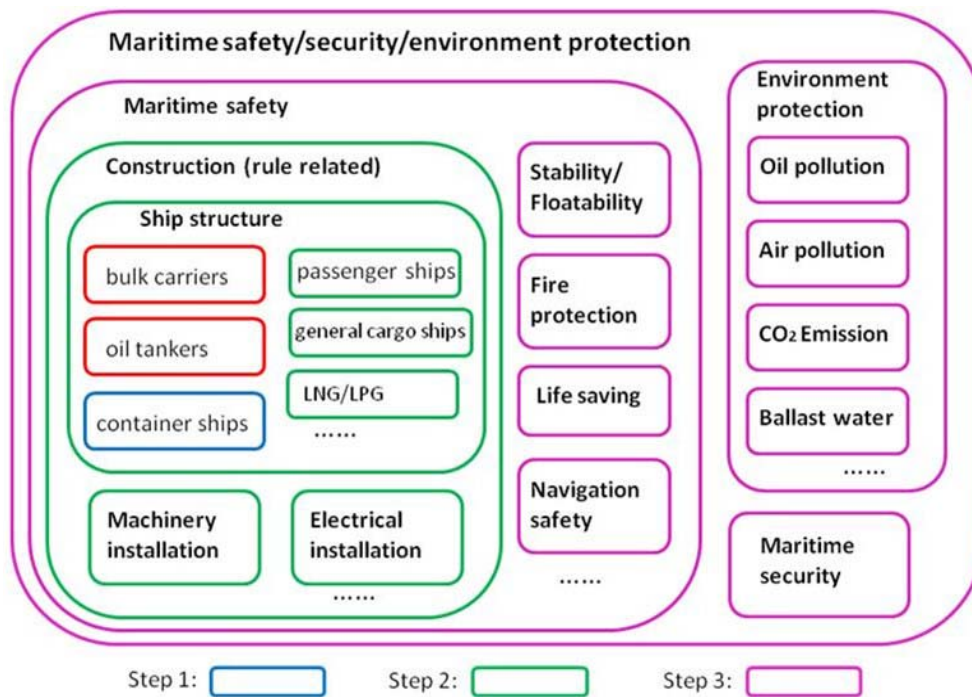 Maritime safety/security/environment protection
Maritime safety
Construction (rule related)
Ship structure
bulk carriers
oil tankers
container ships
passenger ships
general cargo ships
LNG/LPG
......
Machinery
installation
Electrical
installation
......
Stability/
Floatability
Fire
protection
Life saving
Navigation
safety
......
Environment
protection
Oil pollution
Air pollution
CO₂ Emission
Ballast water
......
Maritime
security
Step 1:
Step 2:
Step 3: